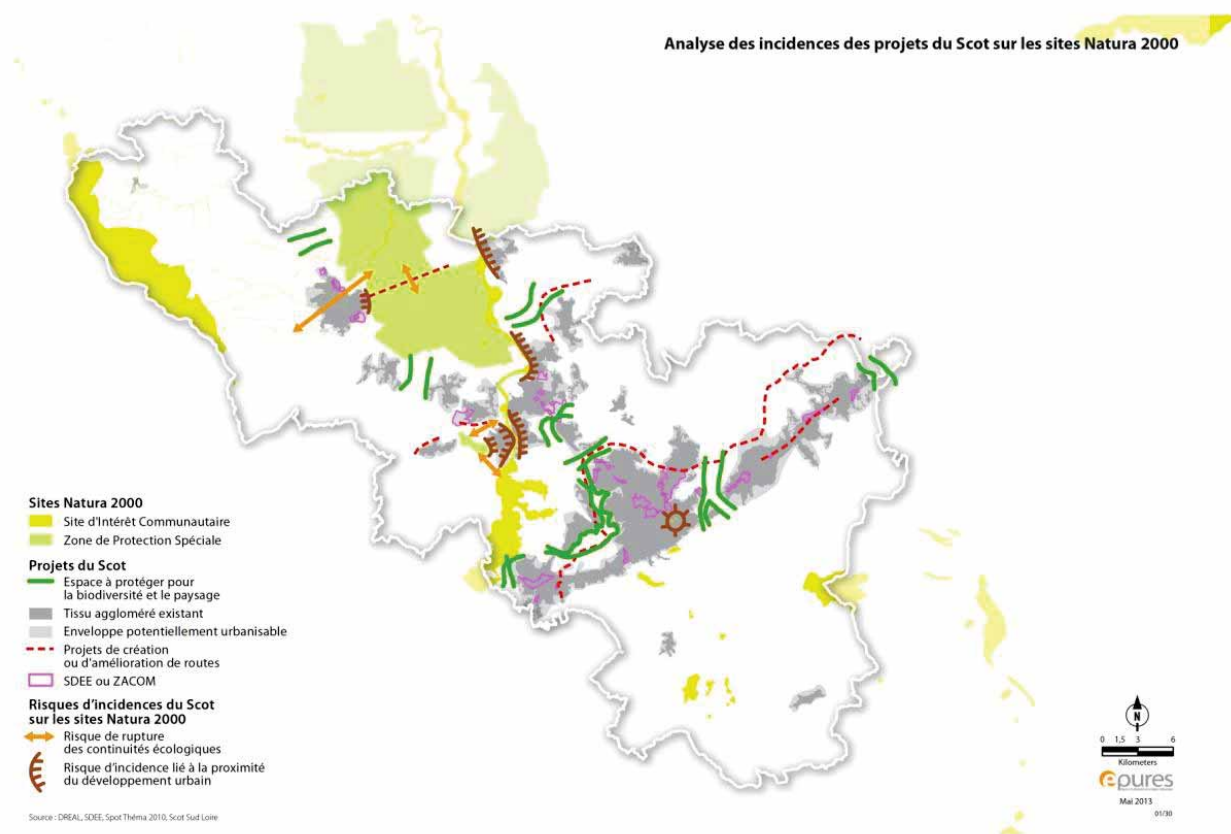 Analyse des incidences des projets du Scot sur les sites Natura 2000
Sites Natura 2000
Site d'Intérêt Communautaire
Zone de Protection Spéciale
Projets du Scot
Espace à protéger pour
la biodiversité et le paysage
Tissu aggloméré existant
Enveloppe potentiellement urbanisable
Projets de création
ou d'amélioration de routes
SDEE ou ZACOM
Risques d'incidences du Scot
sur les sites Natura 2000
Risque de rupture
des continuités écologiques
Risque d'incidence lié à la proximité
du développement urbain
Source : DREAL, SDEE, Spot Théma 2010, Scot Sud Loire
N
0 1,5 3 6
Kilometers
epures
Mai 2013
01/30